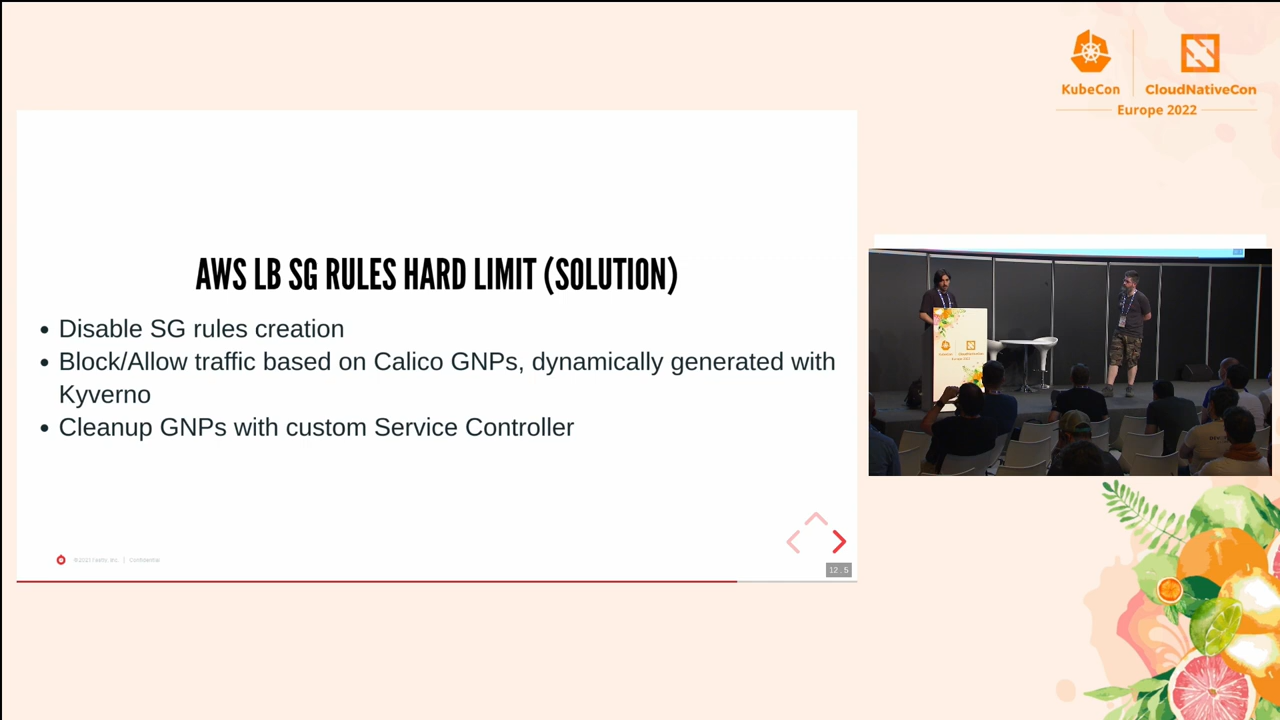 KubeCon
CloudNativeCon
Europe 2022
AWS LB SG RULES HARD LIMIT (SOLUTION)
Disable SG rules creation
Block/Allow traffic based on Calico GNPs, dynamically generated with
Kyverno
Cleanup GNPs with custom Service Controller
| Confidential
12.5